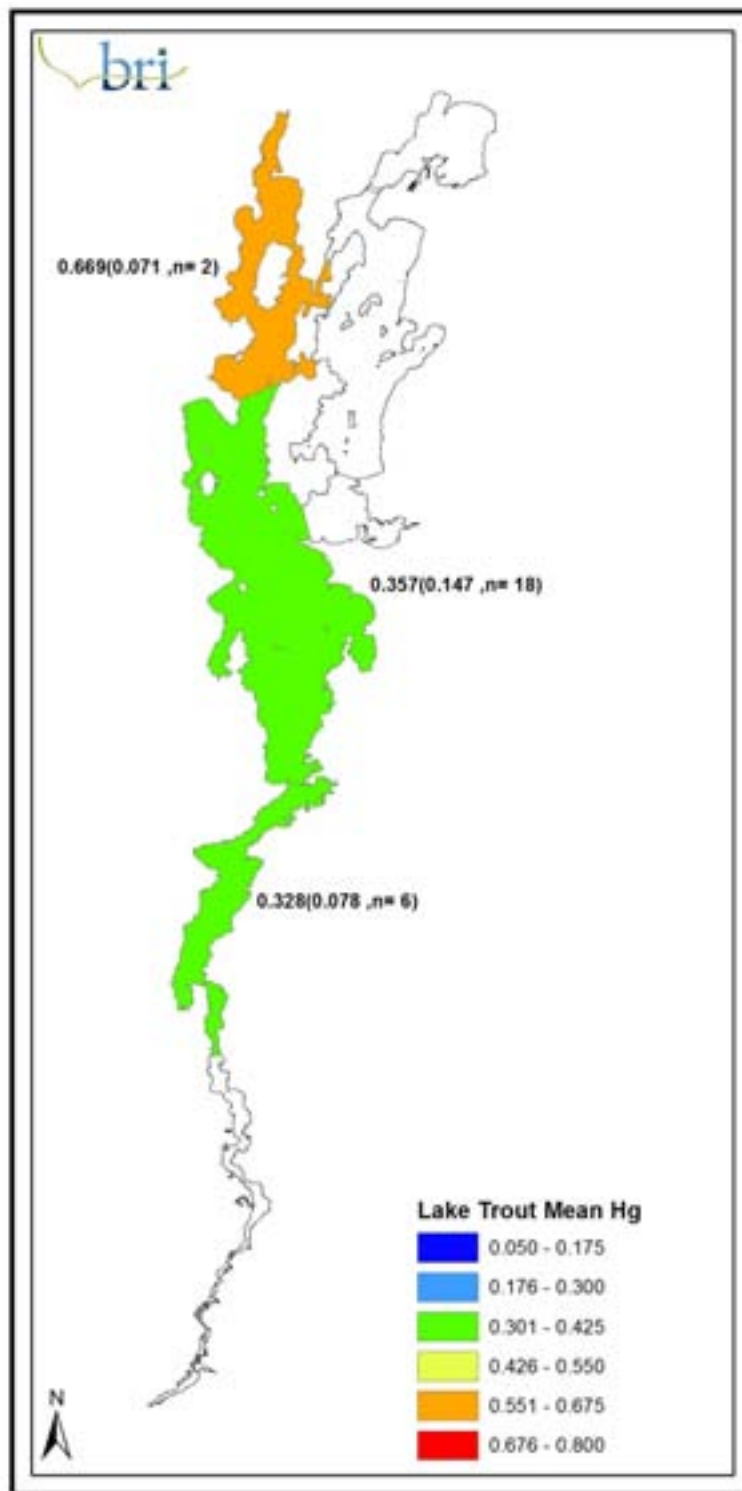 bri
0.669(0.071 ,n= 2)
0.357(0.147 ,n= 18)
0.328(0.078 ,n= 6)
Lake Trout Mean Hg
0.050 - 0.175
0.176 - 0.300
0.301 - 0.425
0.426 - 0.550
0.551 - 0.675
0.676 - 0.800
N